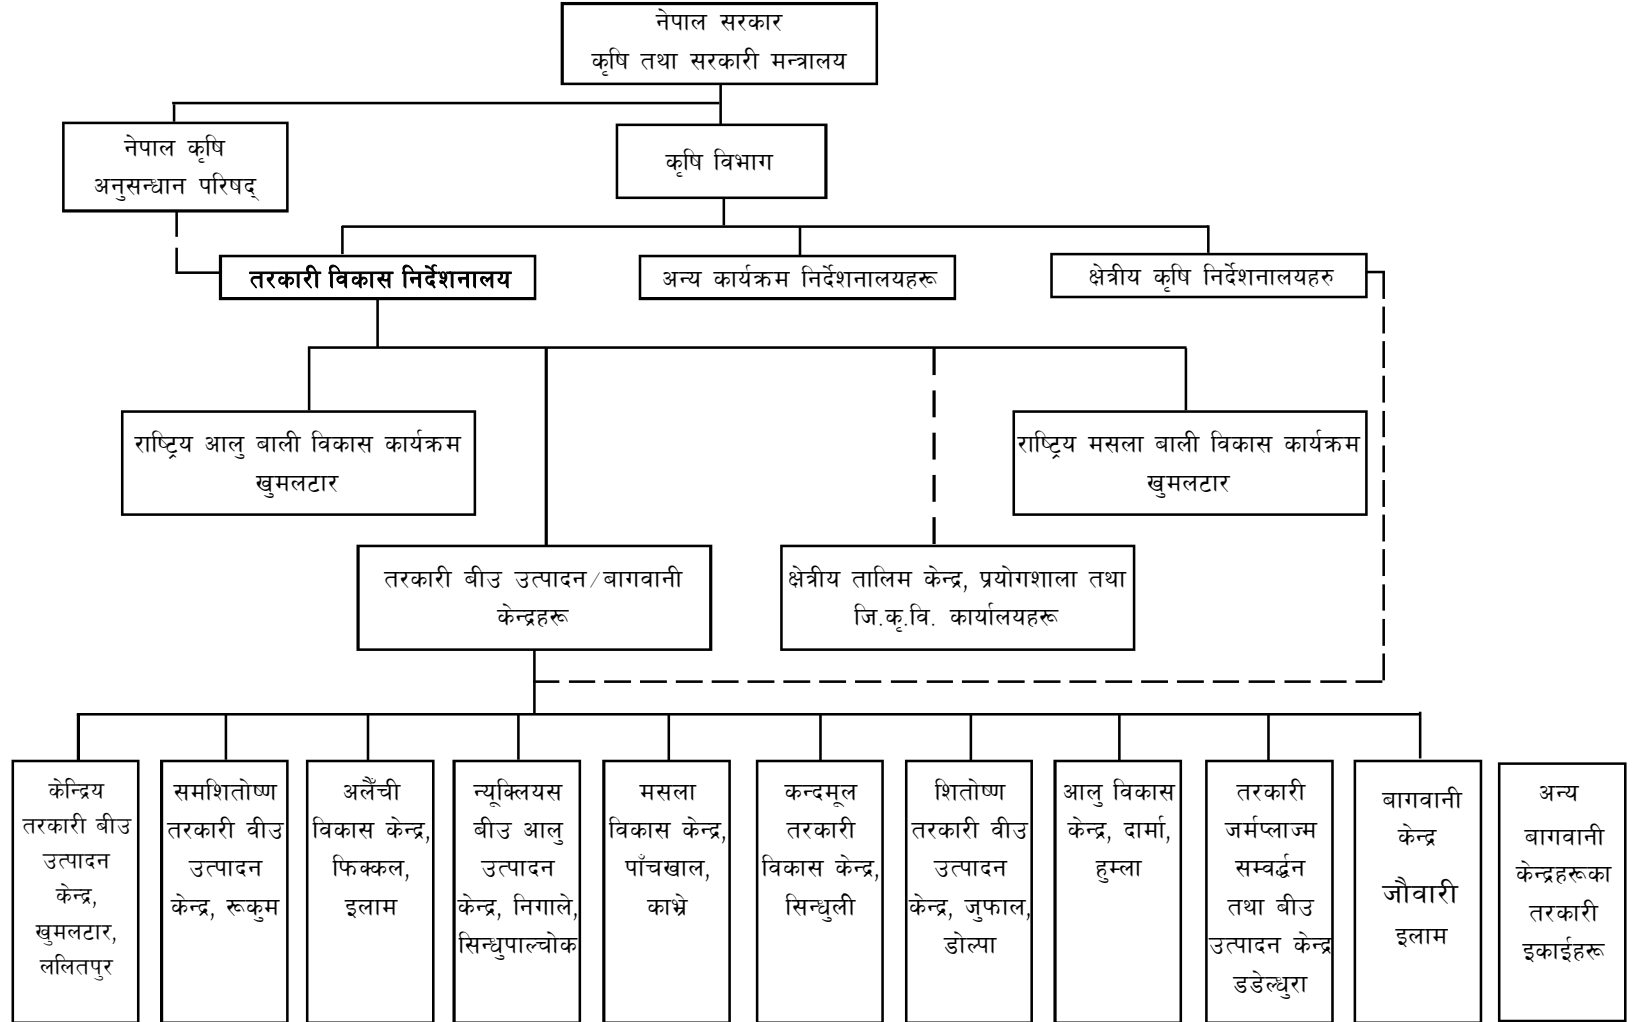 नेपाल सरकार
कृषि तथा सरकारी मन्त्रालय
नेपाल कृषि
अनुसन्धान परिषद्
कृषि विभाग
तरकारी विकास निर्देशनालय
अन्य कार्यक्रम निर्देशनालयहरू
क्षेत्रीय कृषि निर्देशनालयहरु
राष्ट्रिय आलु बाली विकास कार्यक्रम
खुमलटार
राष्ट्रिय मसला बाली विकास कार्यक्रम
खुमलटार
तरकारी बीउ उत्पादन/बागवानी
केन्द्रहरू
क्षेत्रीय तालिम केन्द्र, प्रयोगशाला तथा
जि.कृ.वि. कार्यालयहरू
केन्द्रिय
तरकारी बीउ
उत्पादन
केन्द्र,
खुमलटार,
ललितपुर
समशितोष्ण
तरकारी वीउ
उत्पादन
केन्द्र, रूकुम
अलैँची
विकास केन्द्र,
फिक्कल,
इलाम
न्यूक्लियस
बीउ आलु
उत्पादन
केन्द्र, निगाले,
सिन्धुपाल्चोक
मसला
विकास केन्द्र,
पाँचखाल,
काभ्रे
कन्दमूल
तरकारी
विकास केन्द्र,
सिन्धुली
शितोष्ण
तरकारी वीउ
उत्पादन
केन्द्र, जुफाल,
डोल्पा
आलु विकास
केन्द्र, दार्मा,
हुम्ला
तरकारी
जर्मप्लाज्म
सम्वर्द्धन
तथा बीउ
उत्पादन केन्द्र
डडेल्धुरा
बागवानी
केन्द्र
जौवारी
इलाम
अन्य
बागवानी
केन्द्रहरूका
तरकारी
इकाईहरू